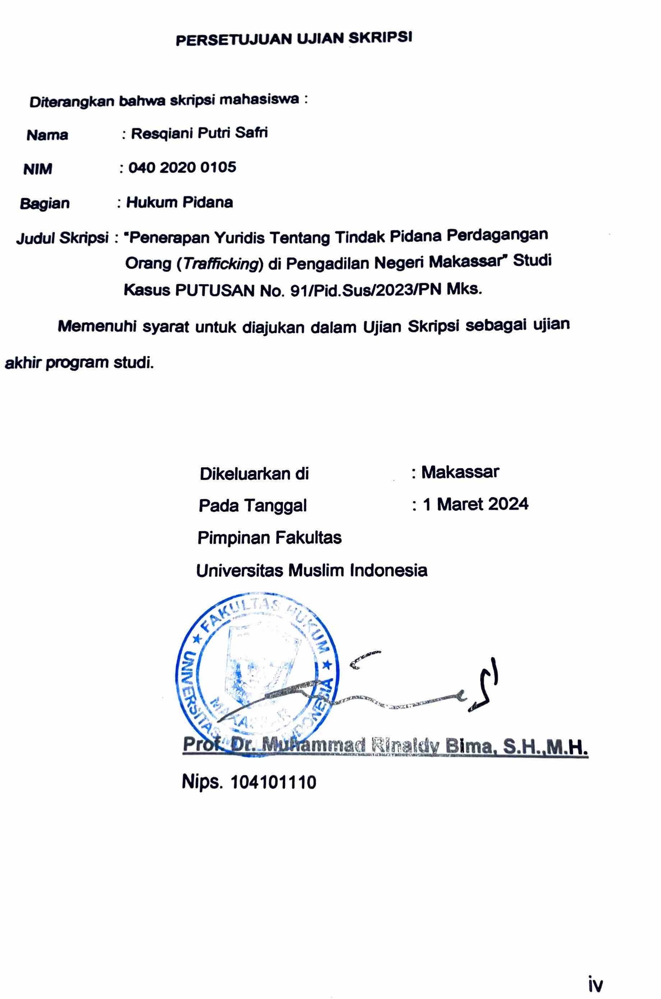 PERSETUJUAN UJIAN SKRIPSI
Diterangkan bahwa skripsi mahasiswa :
Nama : Resqiani Putri Safri
NIM : 040 2020 0105
Bagian : Hukum Pidana
Judul Skripsi : "Penerapan Yuridis Tentang Tindak Pidana Perdagangan
Orang (Trafficking) di Pengadilan Negeri Makassar" Studi
Kasus PUTUSAN No. 91/Pid.Sus/2023/PN Mks.
Memenuhi syarat untuk diajukan dalam Ujian Skripsi sebagai ujian
akhir program studi.
Dikeluarkan di : Makassar
Pada Tanggal : 1 Maret 2024
Pimpinan Fakultas
Universitas Muslim Indonesia
★ FAKULTAS HUKUM ★
UNIVERSITAS MUSLIM INDONESIA
MAKASSAR
Prof. Dr. Muhammad Rinaldy Bima, S.H.,M.H.
Nips. 104101110
iv